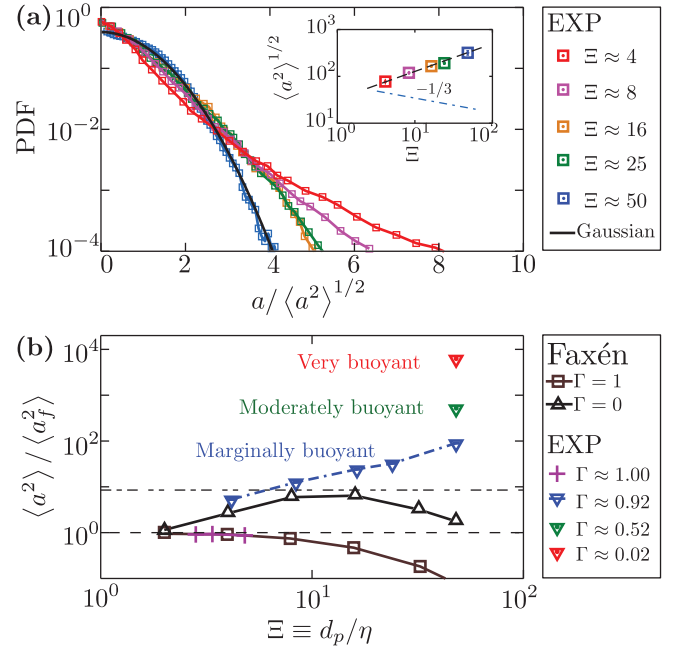 (a)
10^0
10^-2
10^-4
PDF
0
2
4
6
8
10
a/⟨a^2⟩^1/2
⟨a^2⟩^1/2
10^3
10^2
10^1
−1/3
10^0
10^1
10^2
Ξ
EXP
Ξ ≈ 4
Ξ ≈ 8
Ξ ≈ 16
Ξ ≈ 25
Ξ ≈ 50
Gaussian
(b)
10^4
10^2
10^0
⟨a^2⟩ / ⟨a_f^2⟩
Very buoyant
Moderately buoyant
Marginally buoyant
10^0
10^1
10^2
Ξ ≡ d_p/η
Faxén
Γ = 1
Γ = 0
EXP
Γ ≈ 1.00
Γ ≈ 0.92
Γ ≈ 0.52
Γ ≈ 0.02